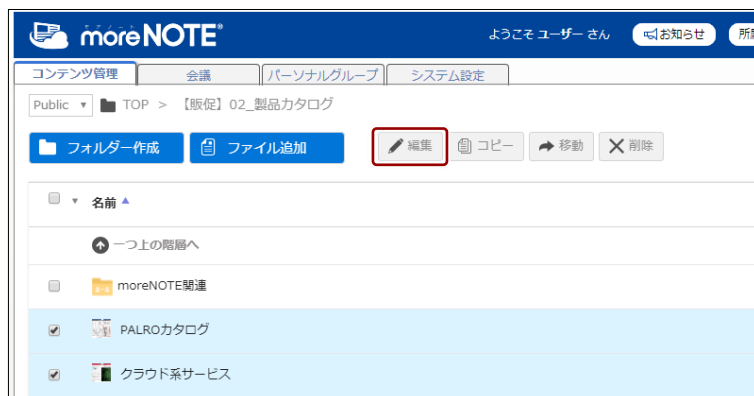 モアノート
moreNOTE®
ようこそ ユーザー さん お知らせ
コンテンツ管理 会議 パーソナルグループ システム設定
Public ▼ TOP > 【販促】02_製品カタログ
フォルダー作成 ファイル追加 編集 コピー 移動 削除
▼ 名前 ▲
一つ上の階層へ
moreNOTE関連
PALROカタログ
クラウド系サービス